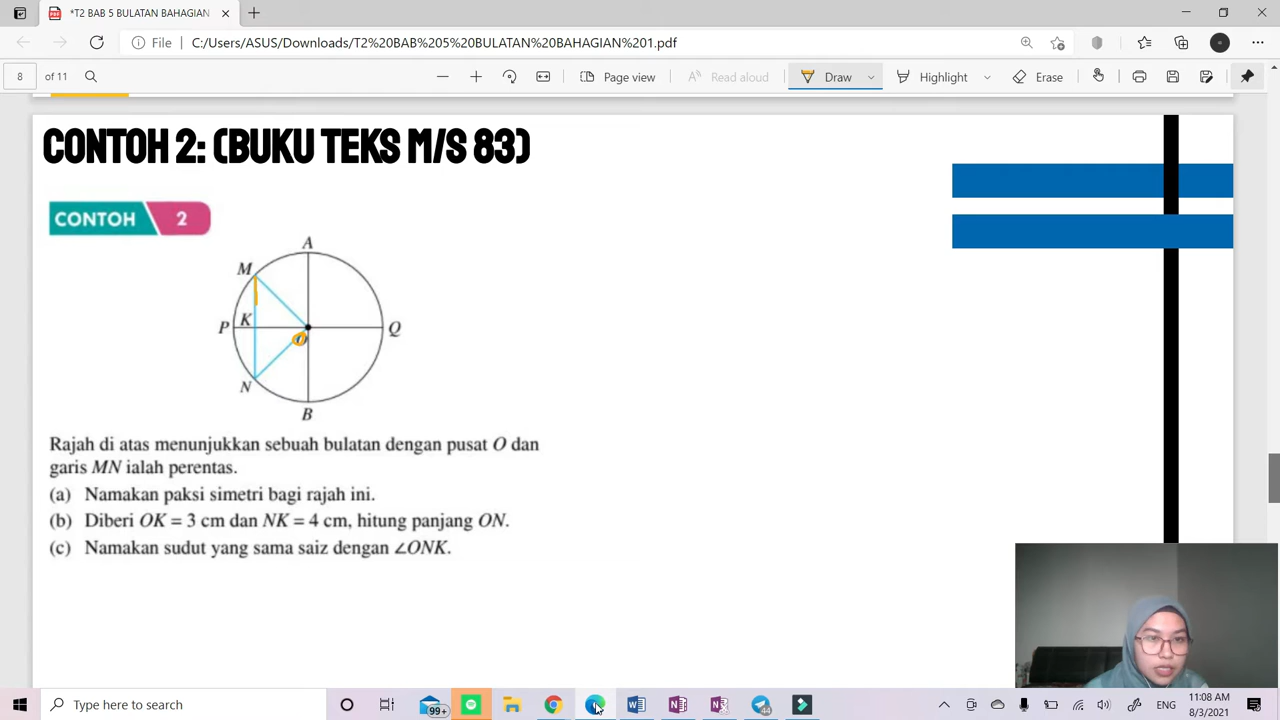 *T2 BAB 5 BULATAN BAHAGIAN
File C:/Users/ASUS/Downloads/T2%20BAB%205%20BULATAN%20BAHAGIAN%201.pdf
8 of 11 Page view Read aloud Draw Highlight Erase
CONTOH 2: (BUKU TEKS M/S 83)
CONTOH 2
A
M
P K Q
O
N
B
Rajah di atas menunjukkan sebuah bulatan dengan pusat O dan
garis MN ialah perentas.
(a) Namakan paksi simetri bagi rajah ini.
(b) Diberi OK = 3 cm dan NK = 4 cm, hitung panjang ON.
(c) Namakan sudut yang sama saiz dengan ∠ONK.
Type here to search 99+ ENG 11:08 AM
8/3/2021